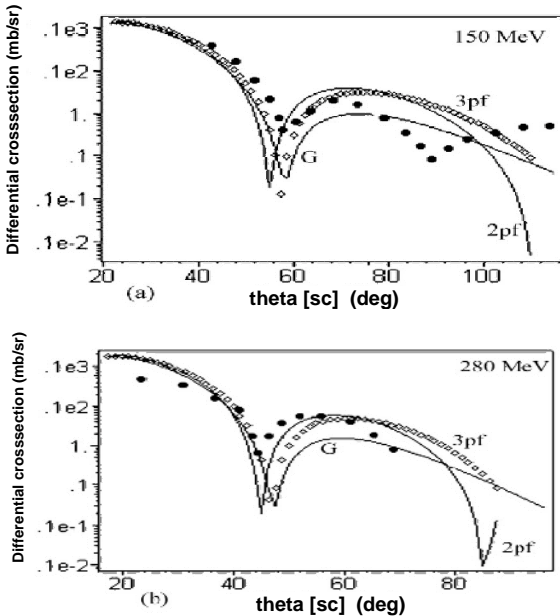 Differential crosssection (mb/sr)
.1e3
.1e2
1.
.1
.1e-1
.1e-2
150 MeV
3pf
G
2pf
20
40
60
80
100
(a)
theta [sc] (deg)
Differential crosssection (mb/sr)
.1e3
.1e2
1.
.1
.1e-1
.1e-2
280 MeV
3pf
G
2pf
20
40
60
80
(b)
theta [sc] (deg)